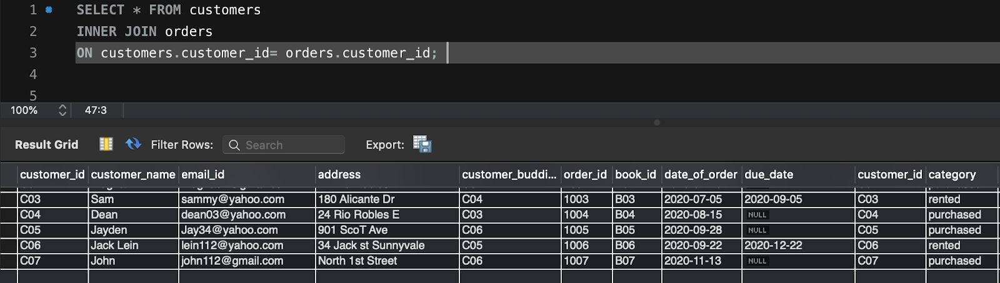 1 SELECT * FROM customers
2 INNER JOIN orders
3 ON customers.customer_id= orders.customer_id;
4
5
100% 47:3
Result Grid Filter Rows: Search Export:
customer_id customer_name email_id address customer_buddi... order_id book_id date_of_order due_date customer_id category
C03 Sam sammy@yahoo.com 180 Alicante Dr C04 1003 B03 2020-07-05 2020-09-05 C03 rented
C04 Dean dean03@yahoo.com 24 Rio Robles E C03 1004 B04 2020-08-15 NULL C04 purchased
C05 Jayden Jay34@yahoo.com 901 ScoT Ave C06 1005 B05 2020-09-28 NULL C05 purchased
C06 Jack Lein lein112@yahoo.com 34 Jack st Sunnyvale C05 1006 B06 2020-09-22 2020-12-22 C06 rented
C07 John john112@gmail.com North 1st Street C06 1007 B07 2020-11-13 NULL C07 purchased